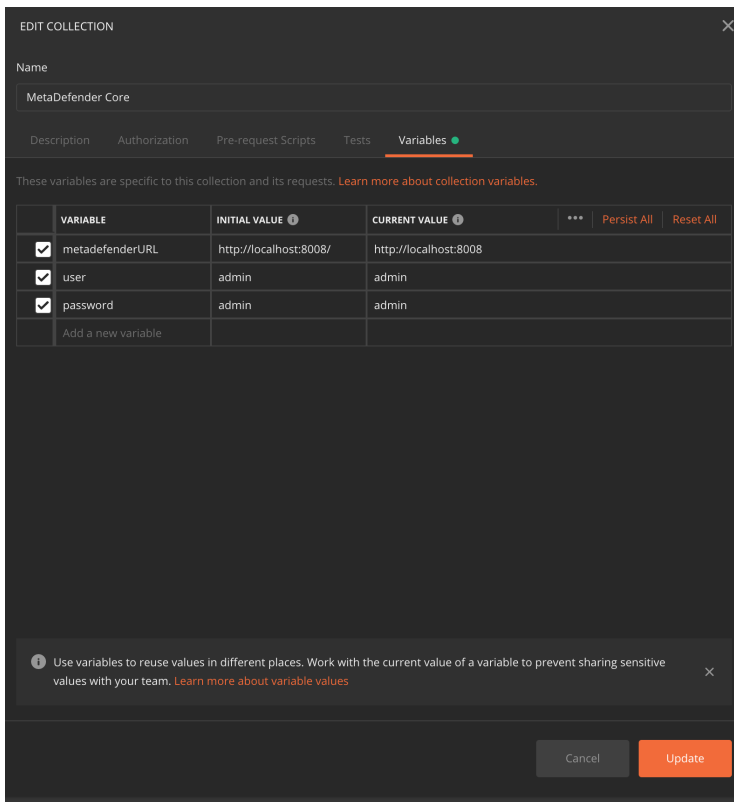 EDIT COLLECTION
Name
MetaDefender Core
Description Authorization Pre-request Scripts Tests Variables
These variables are specific to this collection and its requests. Learn more about collection variables.
VARIABLE INITIAL VALUE CURRENT VALUE Persist All Reset All
metadefenderURL http://localhost:8008/ http://localhost:8008
user admin admin
password admin admin
Add a new variable
Use variables to reuse values in different places. Work with the current value of a variable to prevent sharing sensitive
values with your team. Learn more about variable values
Cancel Update